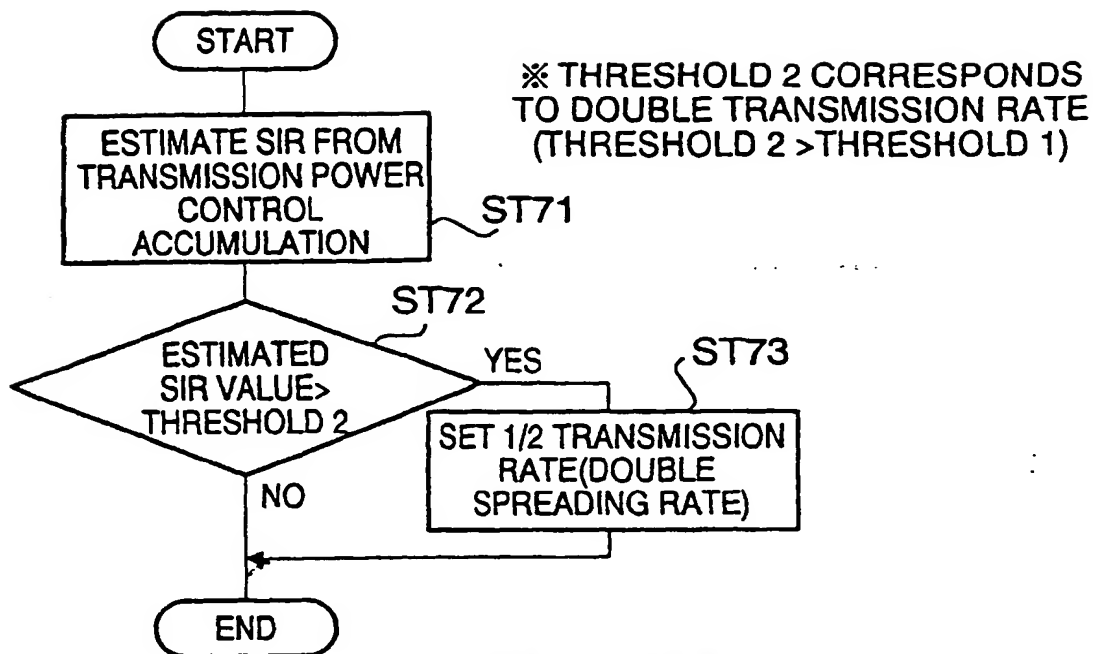 START
※ THRESHOLD 2 CORRESPONDS
TO DOUBLE TRANSMISSION RATE
(THRESHOLD 2 >THRESHOLD 1)
ESTIMATE SIR FROM
TRANSMISSION POWER
CONTROL
ACCUMULATION
ST71
ST72
ESTIMATED
SIR VALUE>
THRESHOLD 2
YES
ST73
SET 1/2 TRANSMISSION
RATE(DOUBLE
SPREADING RATE)
NO
END